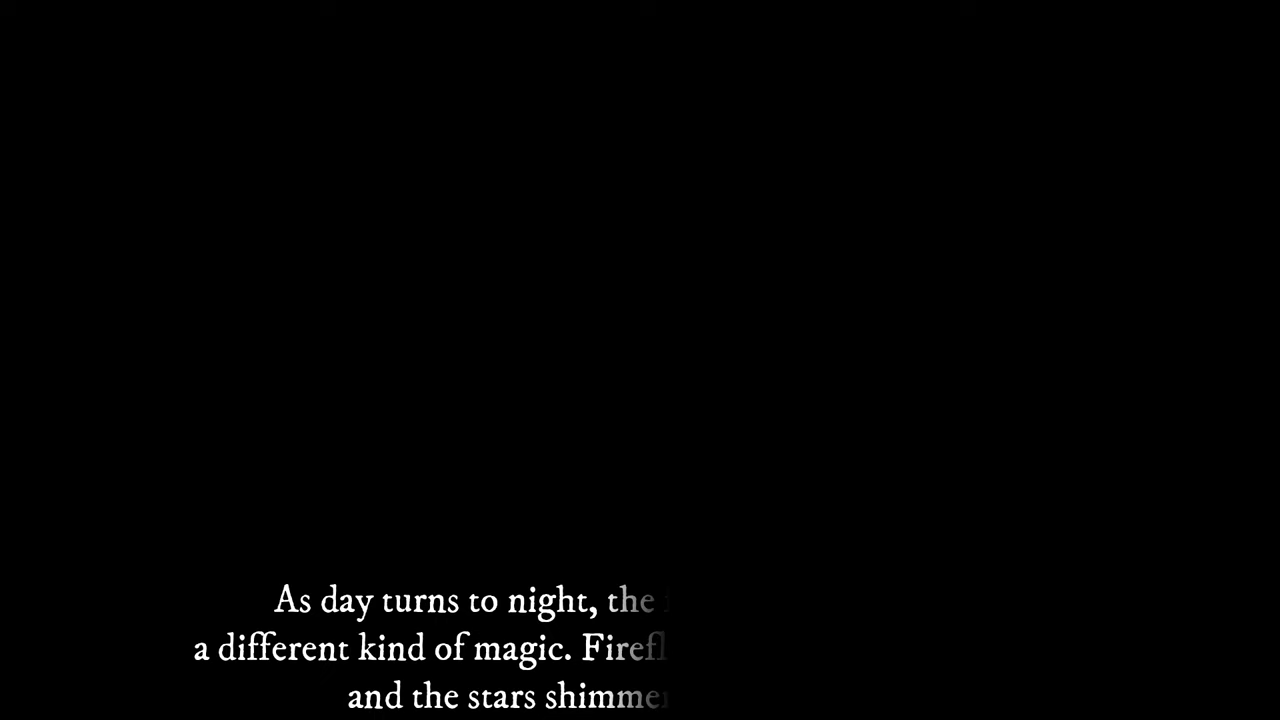 As day turns to night, the
a different kind of magic.
and the stars